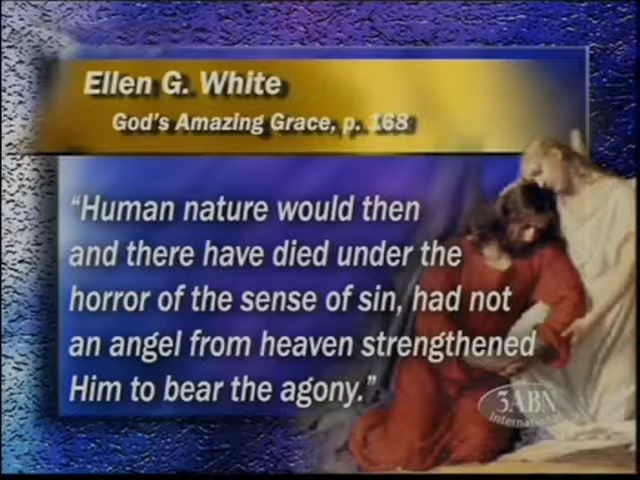 Ellen G. White
God's Amazing Grace, p. 168
“Human nature would then
and there have died under the
horror of the sense of sin, had not
an angel from heaven strengthened
Him to bear the agony.”
3ABN
International